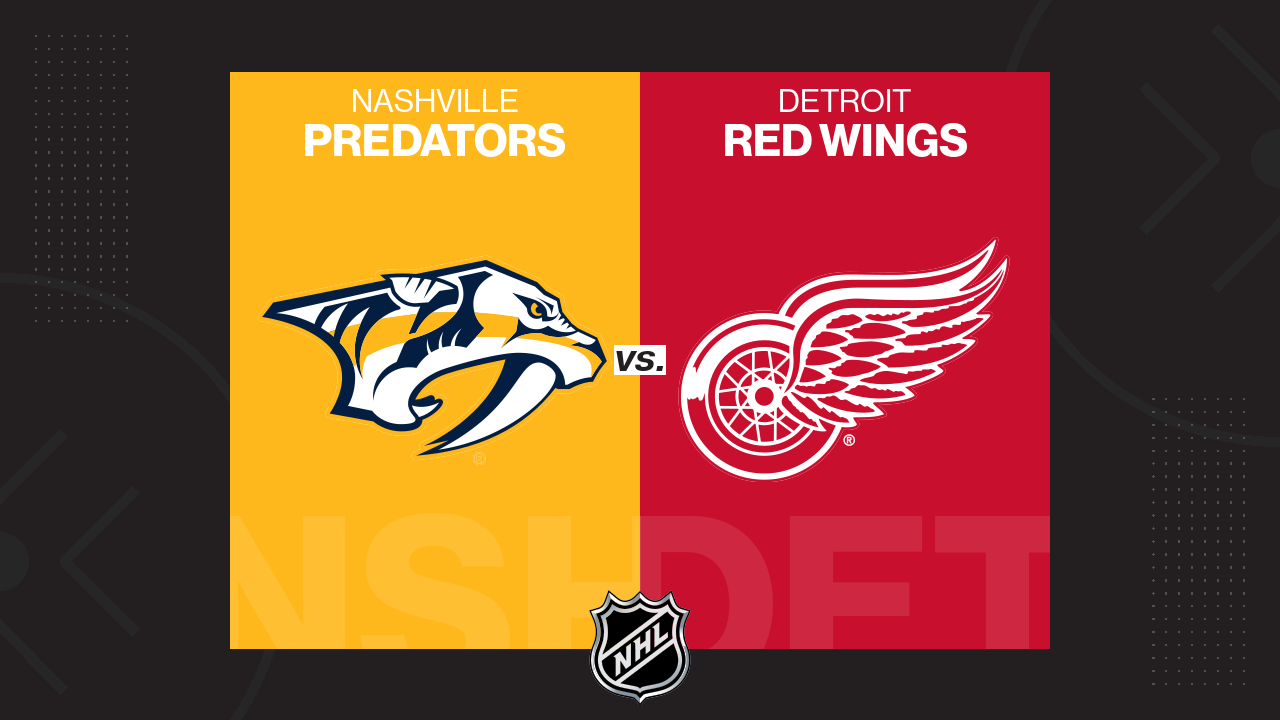 NASHVILLE
PREDATORS
DETROIT
RED WINGS
vs.
®
®
NSH
DET
NHL